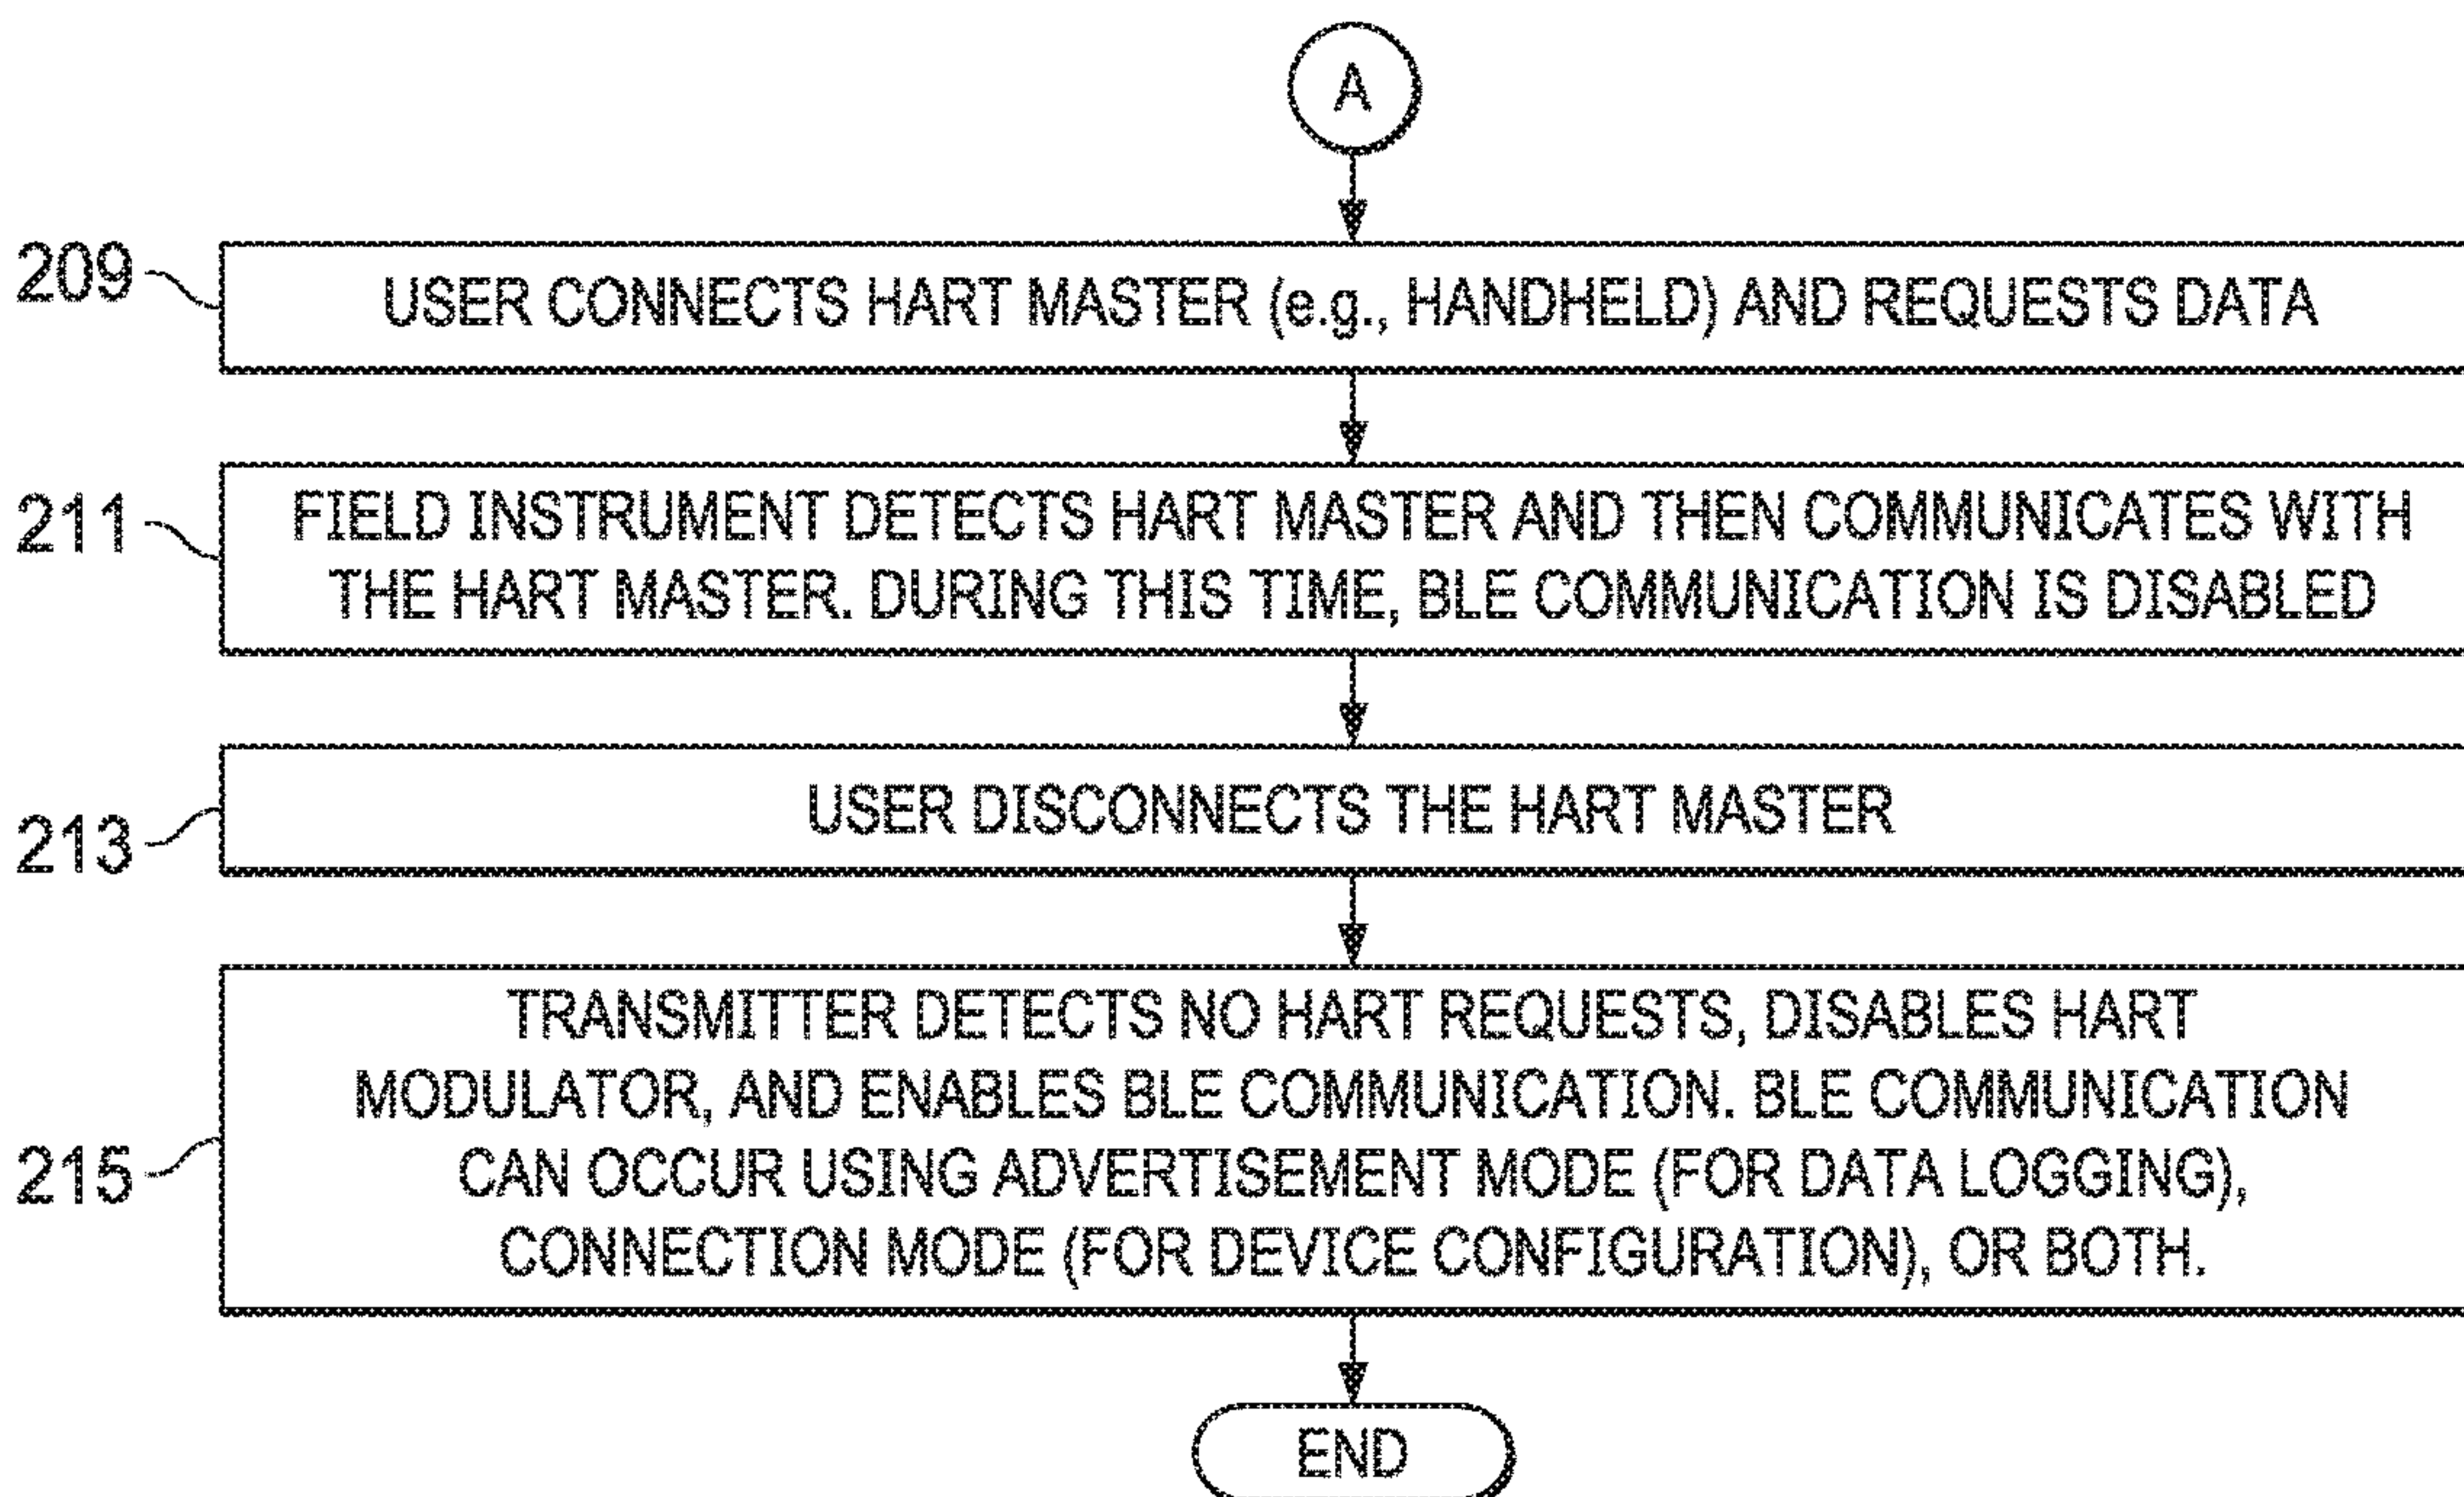 A
209
USER CONNECTS HART MASTER (e.g., HANDHELD) AND REQUESTS DATA
211
FIELD INSTRUMENT DETECTS HART MASTER AND THEN COMMUNICATES WITH
THE HART MASTER. DURING THIS TIME, BLE COMMUNICATION IS DISABLED
213
USER DISCONNECTS THE HART MASTER
215
TRANSMITTER DETECTS NO HART REQUESTS, DISABLES HART
MODULATOR, AND ENABLES BLE COMMUNICATION. BLE COMMUNICATION
CAN OCCUR USING ADVERTISEMENT MODE (FOR DATA LOGGING),
CONNECTION MODE (FOR DEVICE CONFIGURATION), OR BOTH.
END